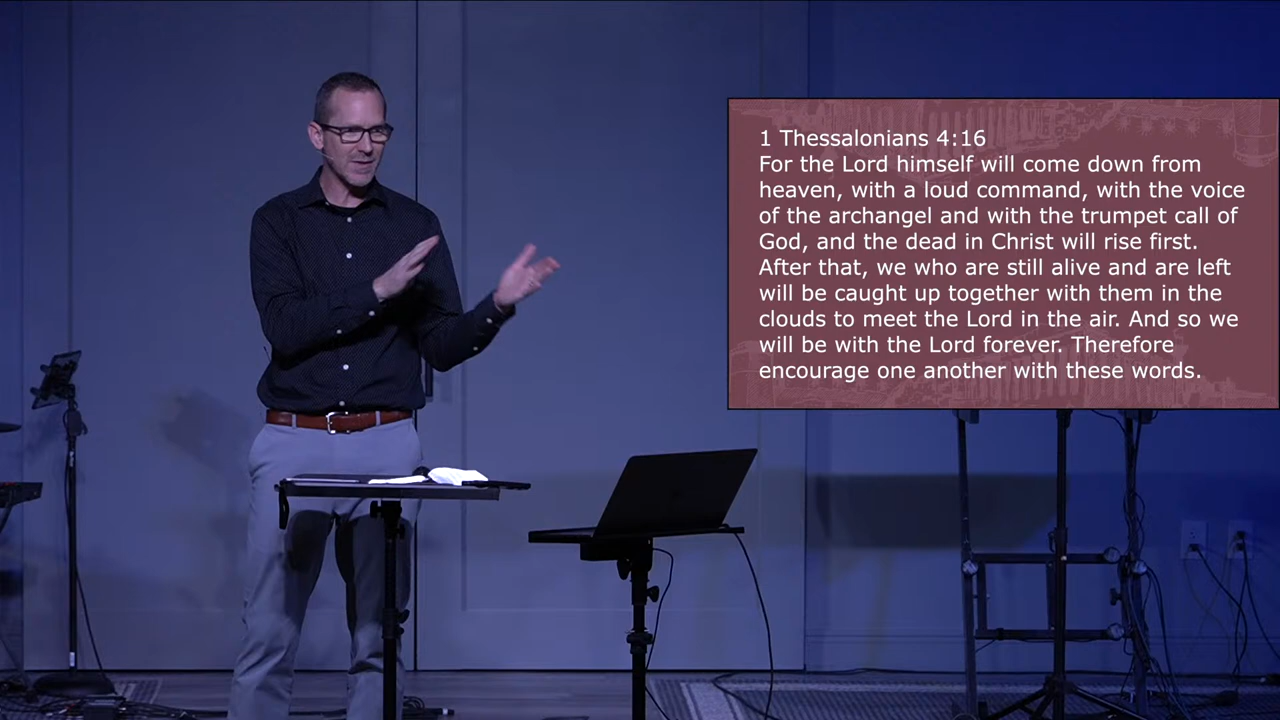 1 Thessalonians 4:16
For the Lord himself will come down from
heaven, with a loud command, with the voice
of the archangel and with the trumpet call of
God, and the dead in Christ will rise first.
After that, we who are still alive and are left
will be caught up together with them in the
clouds to meet the Lord in the air. And so we
will be with the Lord forever. Therefore
encourage one another with these words.